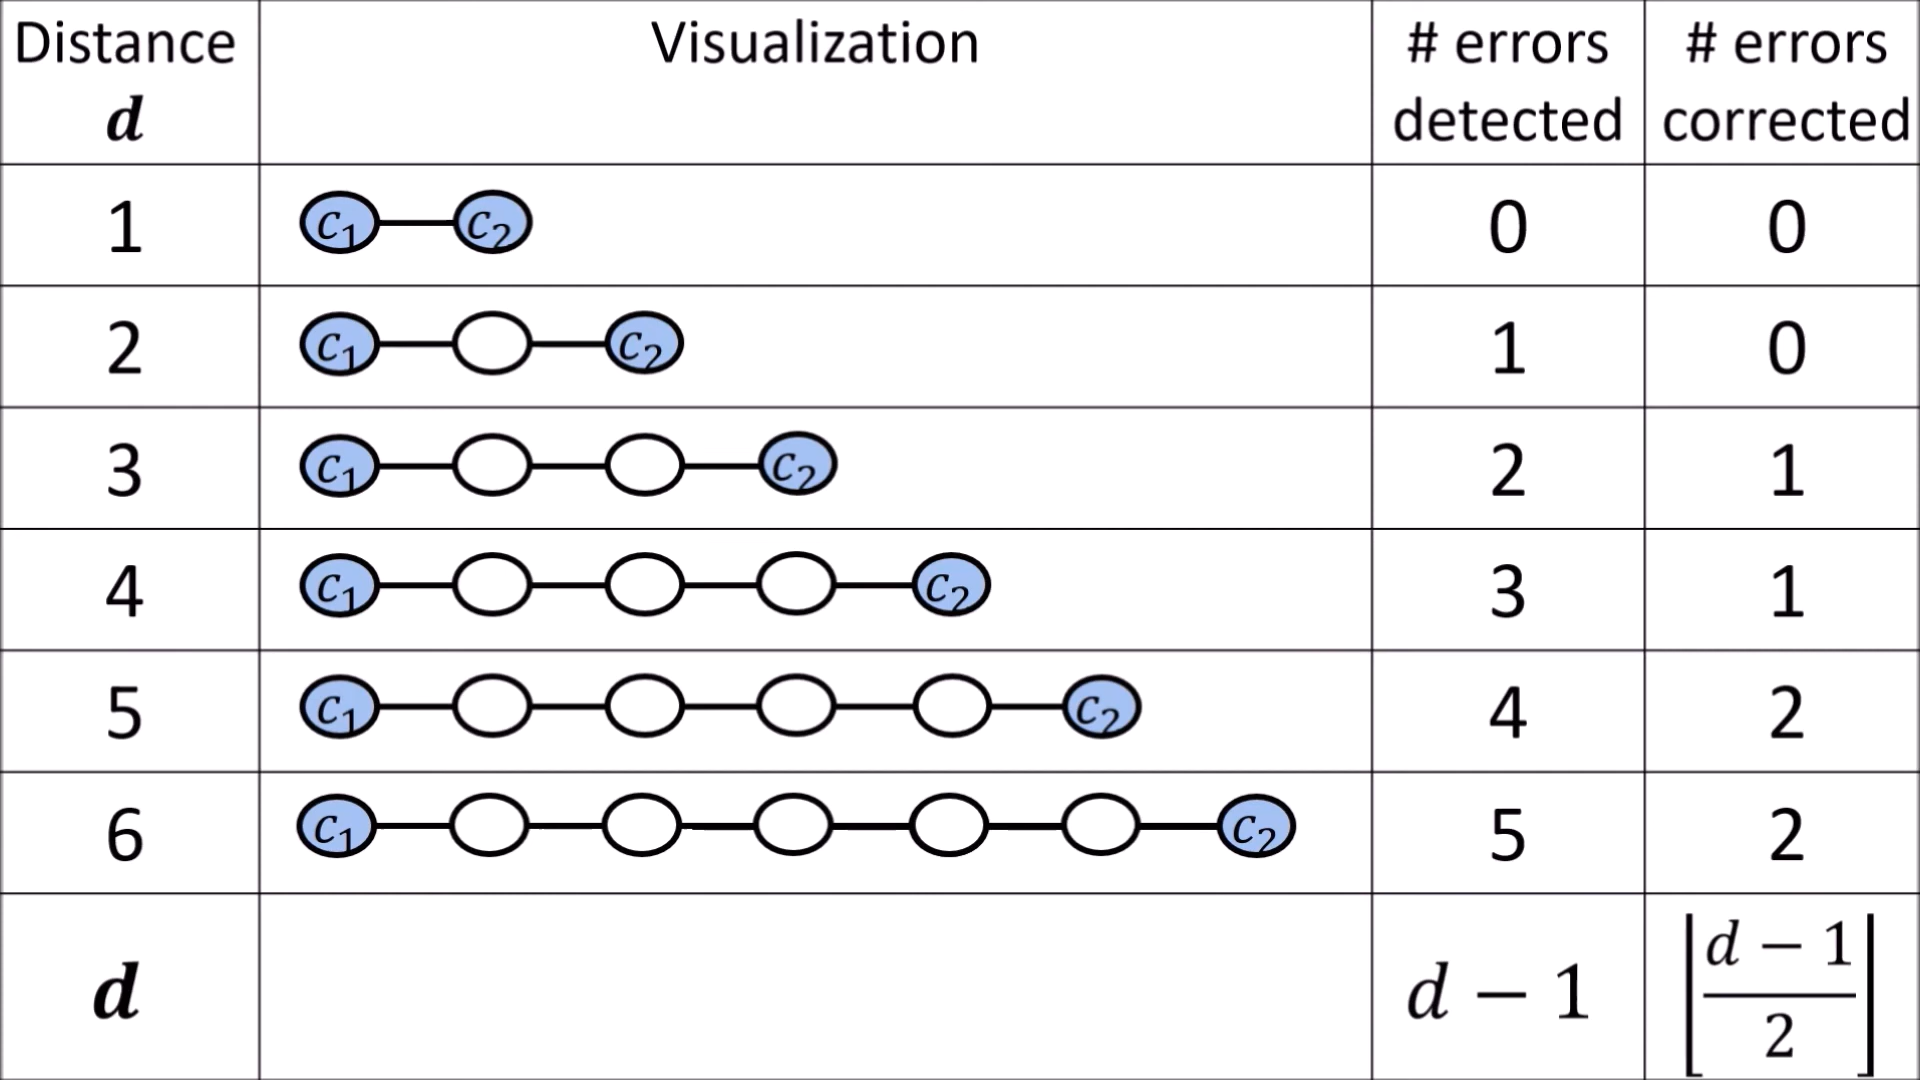 Distance Visualization # errors # errors
d detected corrected
1 c₁ c₂ 0 0
2 c₁ c₂ 1 0
3 c₁ c₂ 2 1
4 c₁ c₂ 3 1
5 c₁ c₂ 4 2
6 c₁ c₂ 5 2
d d − 1 ⌊(d − 1)/2⌋